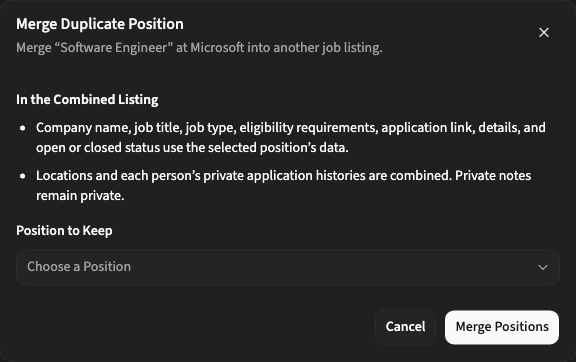 Merge Duplicate Position
Merge “Software Engineer” at Microsoft into another job listing.
In the Combined Listing
• Company name, job title, job type, eligibility requirements, application link, details, and
open or closed status use the selected position’s data.
• Locations and each person’s private application histories are combined. Private notes
remain private.
Position to Keep
Choose a Position
Cancel
Merge Positions